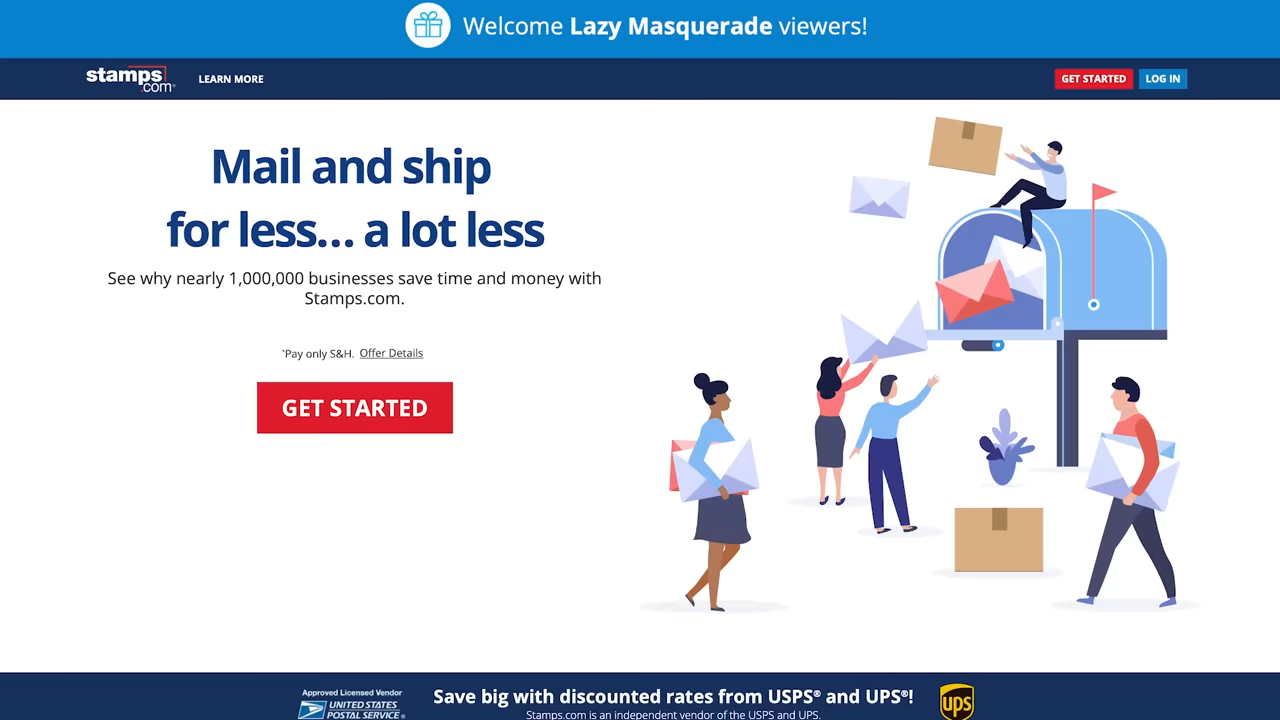 Welcome Lazy Masquerade viewers!
stamps.com®
LEARN MORE
GET STARTED
LOG IN
Mail and ship
for less... a lot less
See why nearly 1,000,000 businesses save time and money with
Stamps.com.
*Pay only S&H. Offer Details
GET STARTED
Approved Licensed Vendor
UNITED STATES
POSTAL SERVICE®
Save big with discounted rates from USPS® and UPS®!
Stamps.com is an independent vendor of the USPS and UPS.
ups